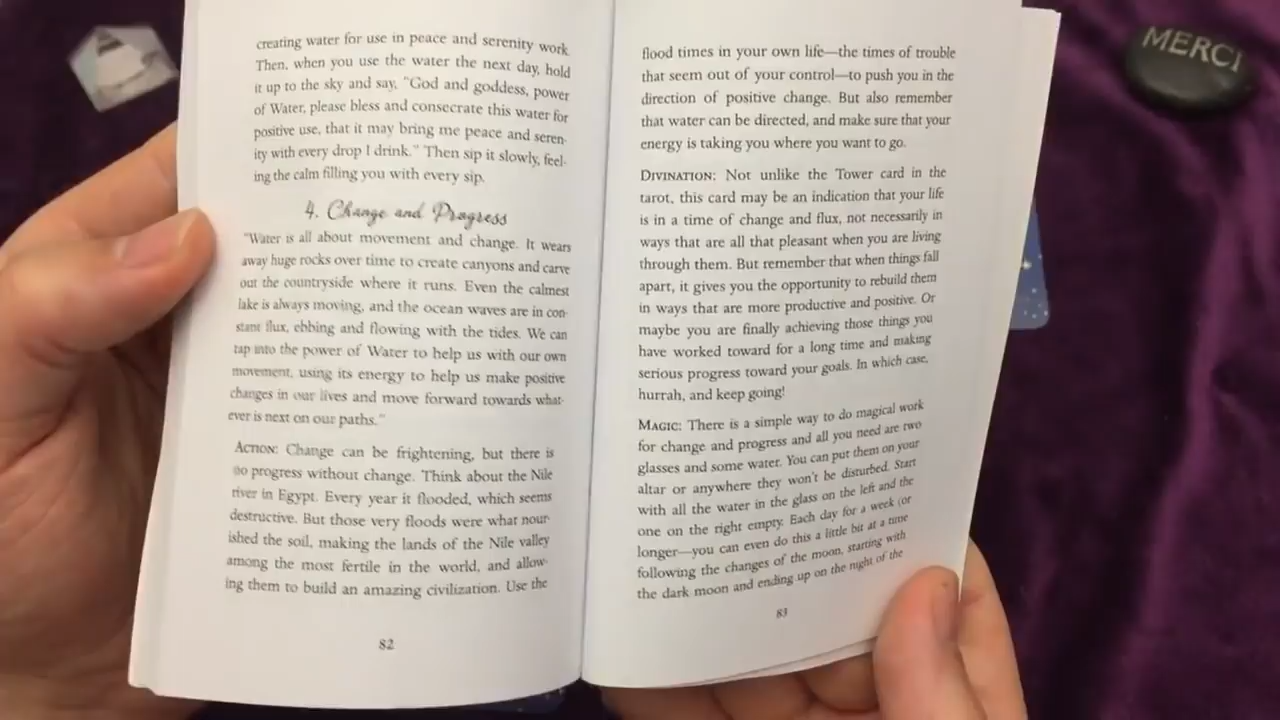 creating water for use in peace and serenity work.
Then, when you use the water the next day, hold
it up to the sky and say, "God and goddess, power
of Water, please bless and consecrate this water for
positive use, that it may bring me peace and seren-
ity with every drop I drink." Then sip it slowly, feel-
ing the calm filling you with every sip.
4. Change and Progress
"Water is all about movement and change. It wears
away huge rocks over time to create canyons and carve
out the countryside where it runs. Even the calmest
lake is always moving, and the ocean waves are in con-
stant flux, ebbing and flowing with the tides. We can
tap into the power of Water to help us with our own
movement, using its energy to help us make positive
changes in our lives and move forward towards what-
ever is next on our paths."
ACTION: Change can be frightening, but there is
no progress without change. Think about the Nile
river in Egypt. Every year it flooded, which seems
destructive. But those very floods were what nour-
ished the soil, making the lands of the Nile valley
among the most fertile in the world, and allow-
ing them to build an amazing civilization. Use the
82
flood times in your own life—the times of trouble
that seem out of your control—to push you in the
direction of positive change. But also remember
that water can be directed, and make sure that your
energy is taking you where you want to go.
DIVINATION: Not unlike the Tower card in the
tarot, this card may be an indication that your life
is in a time of change and flux, not necessarily in
ways that are all that pleasant when you are living
through them. But remember that when things fall
apart, it gives you the opportunity to rebuild them
in ways that are more productive and positive. Or
maybe you are finally achieving those things you
have worked toward for a long time and making
serious progress toward your goals. In which case,
hurrah, and keep going!
MAGIC: There is a simple way to do magical work
for change and progress and all you need are two
glasses and some water. You can put them on your
altar or anywhere they won't be disturbed. Start
with all the water in the glass on the left and the
one on the right empty. Each day for a week (or
longer—you can even do this a little bit at a time
following the changes of the moon, starting with
the dark moon and ending up on the night of the
83
MERCI